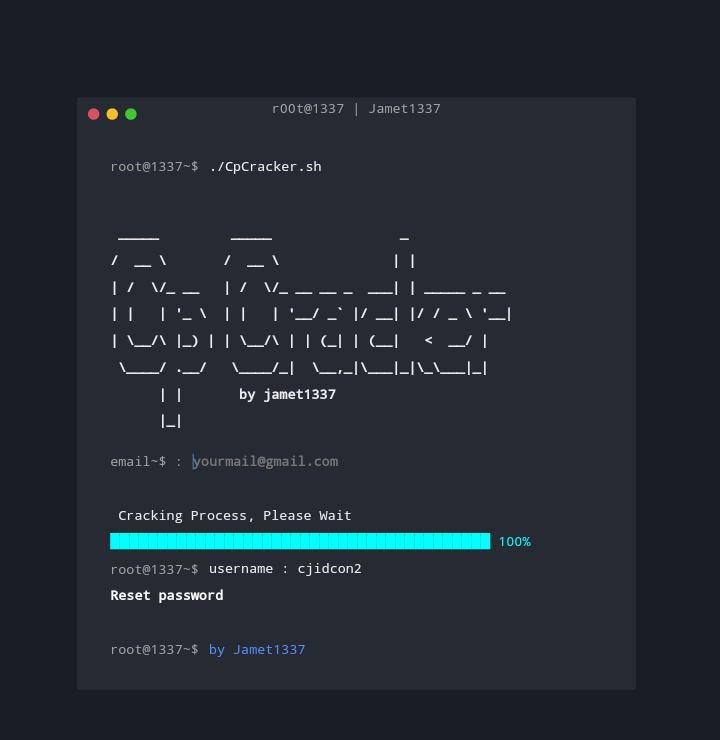 r00t@1337 | Jamet1337
root@1337~$ ./CpCracker.sh
 _____         _____                _
/  __ \       /  __ \              | |
| /  \/_ __   | /  \/_ __ __ _  ___| | _____ _ __
| |   | '_ \  | |   | '__/ _` |/ __| |/ / _ \ '__|
| \__/\ |_) | | \__/\ | | (_| | (__|   <  __/ |
 \____/ .__/   \____/_|  \__,_|\___|_|\_\___|_|
      | |       by jamet1337
      |_|
email~$ : yourmail@gmail.com
Cracking Process, Please Wait
100%
root@1337~$ username : cjidcon2
Reset password
root@1337~$ by Jamet1337